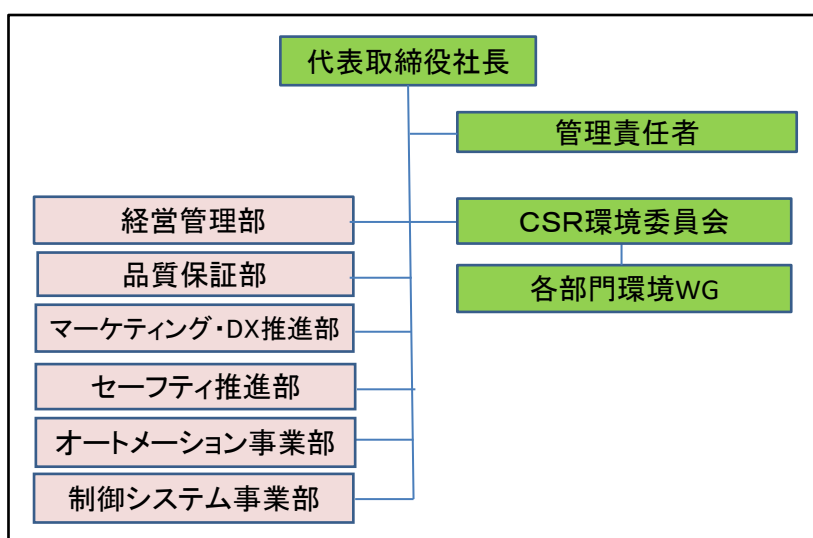 代表取締役社長
管理責任者
経営管理部
CSR環境委員会
品質保証部
各部門環境WG
マーケティング・DX推進部
セーフティ推進部
オートメーション事業部
制御システム事業部